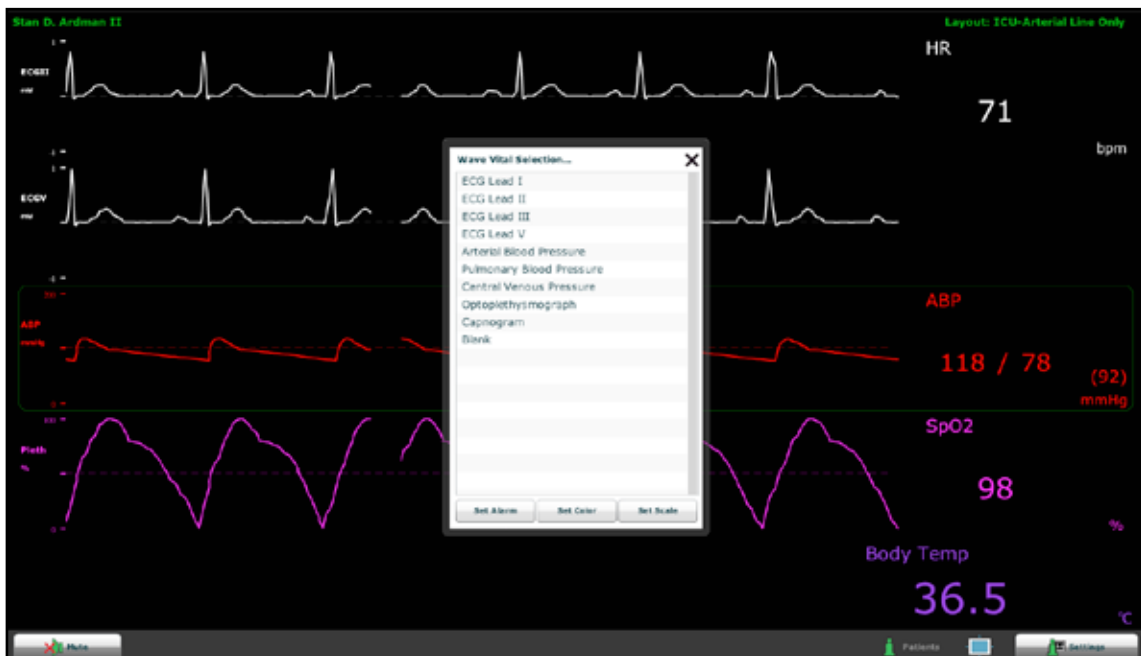 Stan D. Ardman II
Layout: ICU-Arterial Line Only
HR
71
bpm
Wave Vital Selection...
ECG Lead I
ECG Lead II
ECG Lead III
ECG Lead V
Arterial Blood Pressure
Pulmonary Blood Pressure
Central Venous Pressure
Optoplethysmograph
Capnogram
Blank
Set Alarm Set Color Set Scale
ECGV
ABP
mmHg
ABP
118 / 78
(92)
mmHg
Pleth
%
SpO2
98
%
Body Temp
36.5
°C
Mute
Patients
Settings